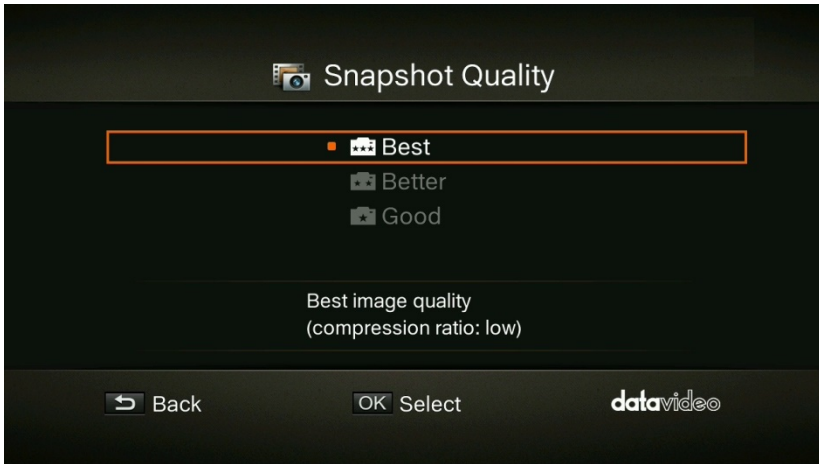 Snapshot Quality
Best
Better
Good
Best image quality
(compression ratio: low)
Back OK Select datavideo